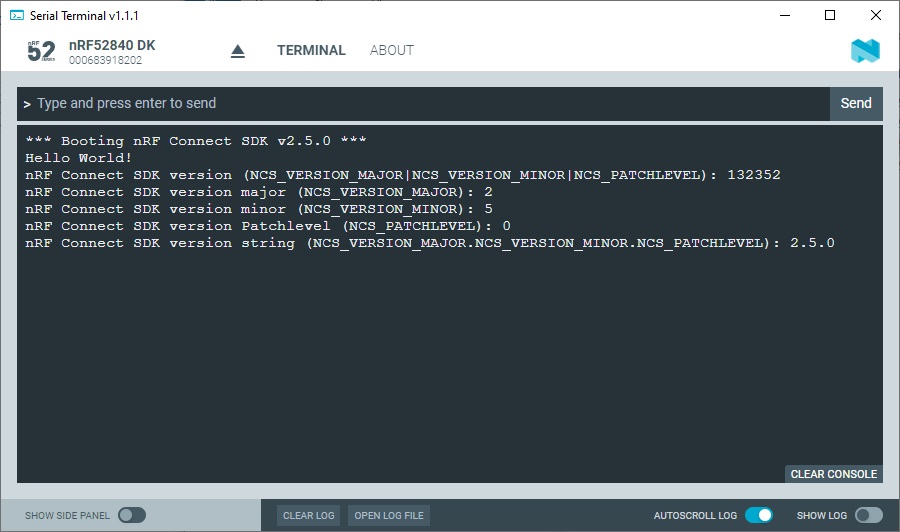 Serial Terminal v1.1.1
nRF
52
SERIES
nRF52840 DK
000683918202
TERMINAL
ABOUT
> Type and press enter to send
Send
*** Booting nRF Connect SDK v2.5.0 ***
Hello World!
nRF Connect SDK version (NCS_VERSION_MAJOR|NCS_VERSION_MINOR|NCS_PATCHLEVEL): 132352
nRF Connect SDK version major (NCS_VERSION_MAJOR): 2
nRF Connect SDK version minor (NCS_VERSION_MINOR): 5
nRF Connect SDK version Patchlevel (NCS_PATCHLEVEL): 0
nRF Connect SDK version string (NCS_VERSION_MAJOR.NCS_VERSION_MINOR.NCS_PATCHLEVEL): 2.5.0
CLEAR CONSOLE
SHOW SIDE PANEL
CLEAR LOG
OPEN LOG FILE
AUTOSCROLL LOG
SHOW LOG